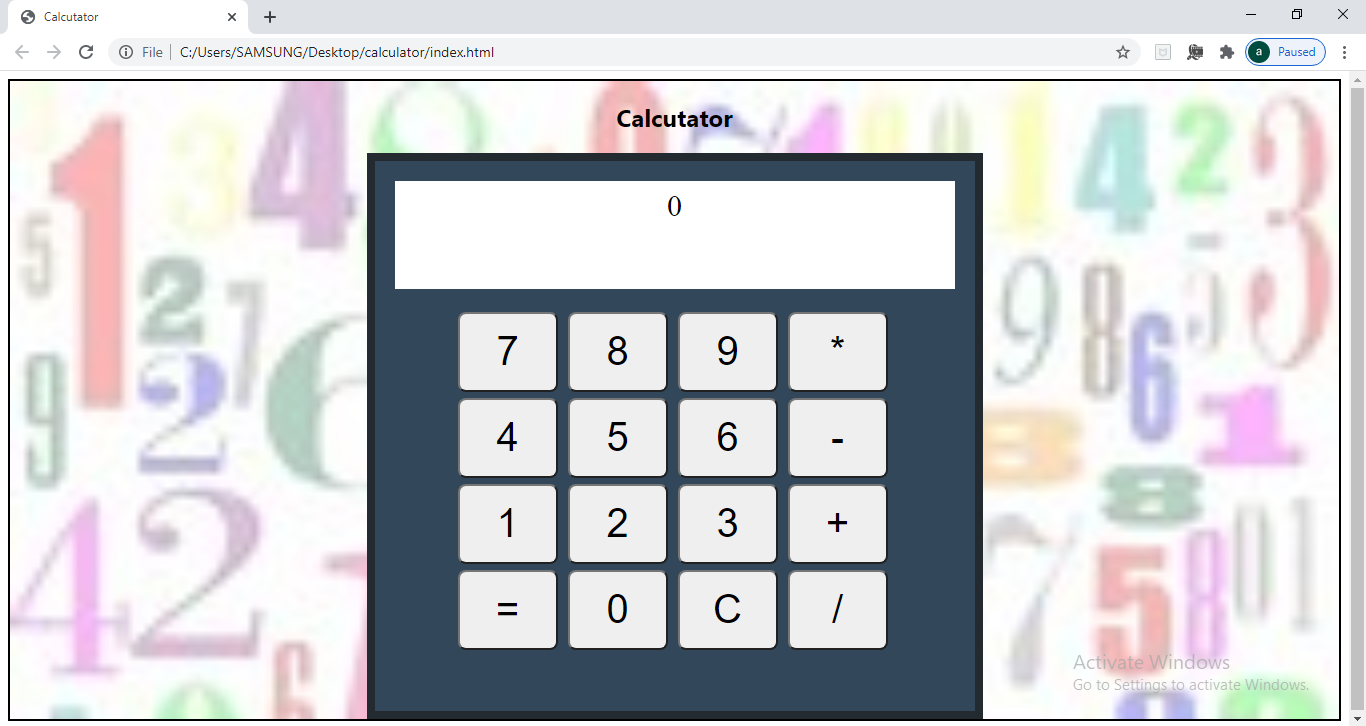 Calcutator
File C:/Users/SAMSUNG/Desktop/calculator/index.html a Paused
Calcutator
0
7 8 9 *
4 5 6 -
1 2 3 +
= 0 C /
Activate Windows
Go to Settings to activate Windows.